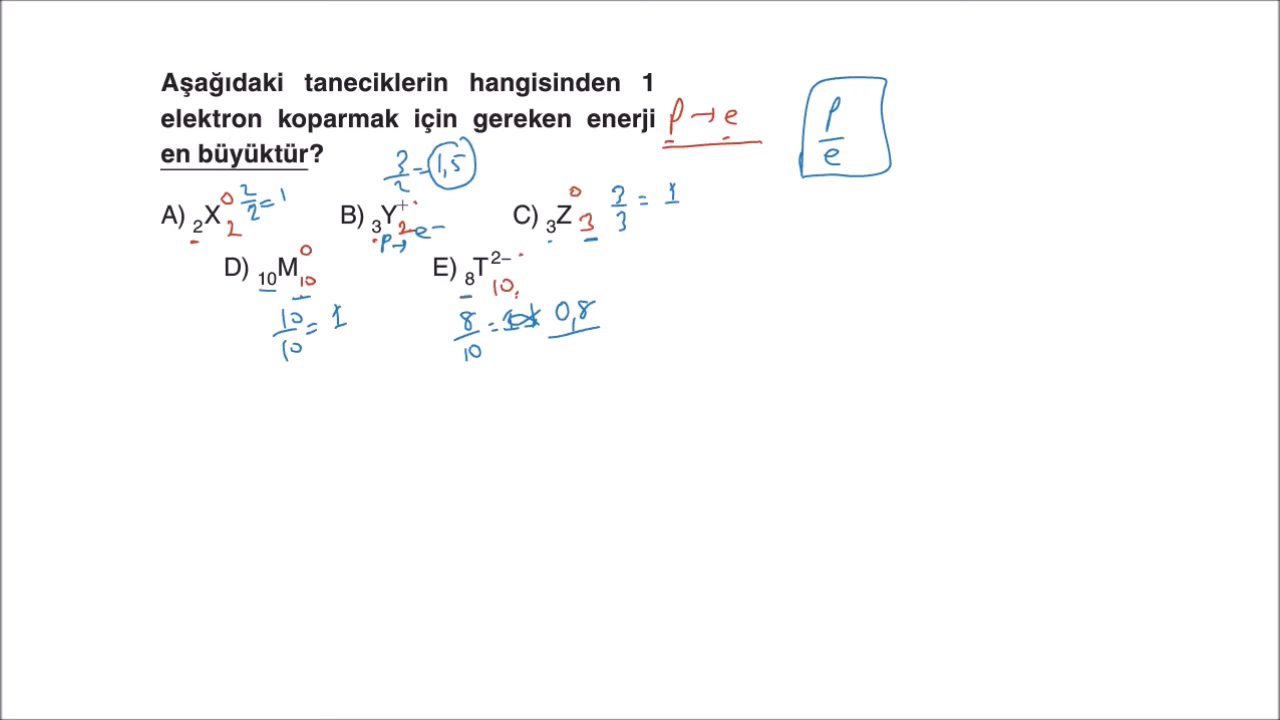 Aşağıdaki taneciklerin hangisinden 1
elektron koparmak için gereken enerji p → e
en büyüktür?
p/e
3/2 = 1,5
A) ₂X⁰ 2 2/2 = 1 B) ₃Y⁺ 2 e⁻ C) ₃Z⁰ 3 3/3 = 1
p →
D) ₁₀M⁰ 10 E) ₈T²⁻ 10
10/10 = 1 8/10 = 0,8